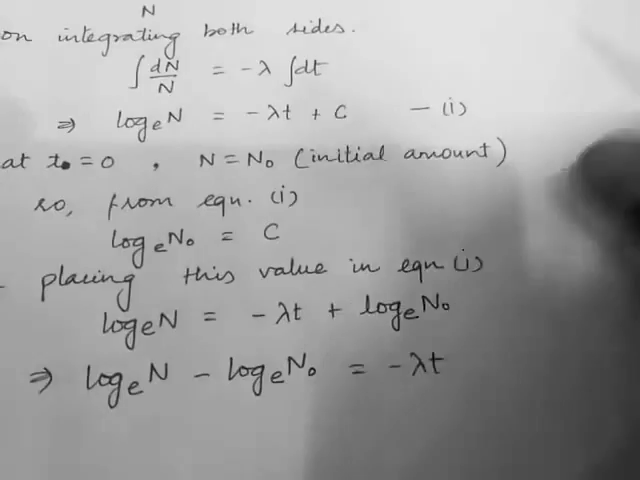 N
on integrating both sides.
∫ dN/N = -λ ∫dt
⇒ logₑN = -λt + C — (i)
at t = 0 , N = N₀ (initial amount)
so, from eqn. (i)
logₑN₀ = C
placing this value in eqn (i)
logₑN = -λt + logₑN₀
⇒ logₑN - logₑN₀ = -λt